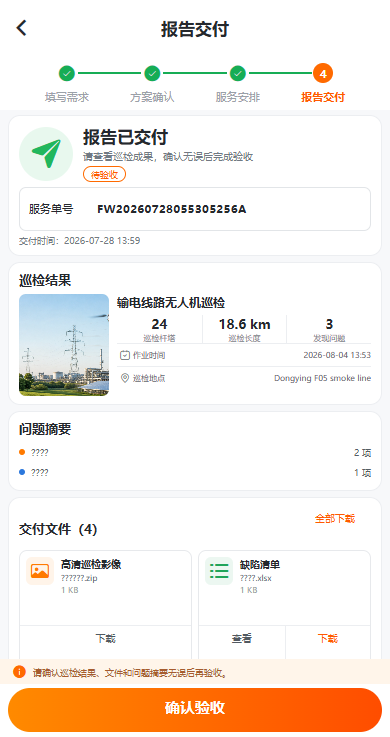 报告交付
填写需求
方案确认
服务安排
4
报告交付
报告已交付
请查看巡检成果，确认无误后完成验收
待验收
服务单号 FW20260728055305256A
交付时间：2026-07-28 13:59
巡检结果
输电线路无人机巡检
24 18.6 km 3
巡检杆塔 巡检长度 发现问题
作业时间 2026-08-04 13:53
巡检地点 Dongying F05 smoke line
问题摘要
???? 2 项
???? 1 项
全部下载
交付文件（4）
高清巡检影像
??????.zip
1 KB
下载
缺陷清单
????.xlsx
1 KB
查看 下载
请确认巡检结果、文件和问题摘要无误后再验收。
确认验收